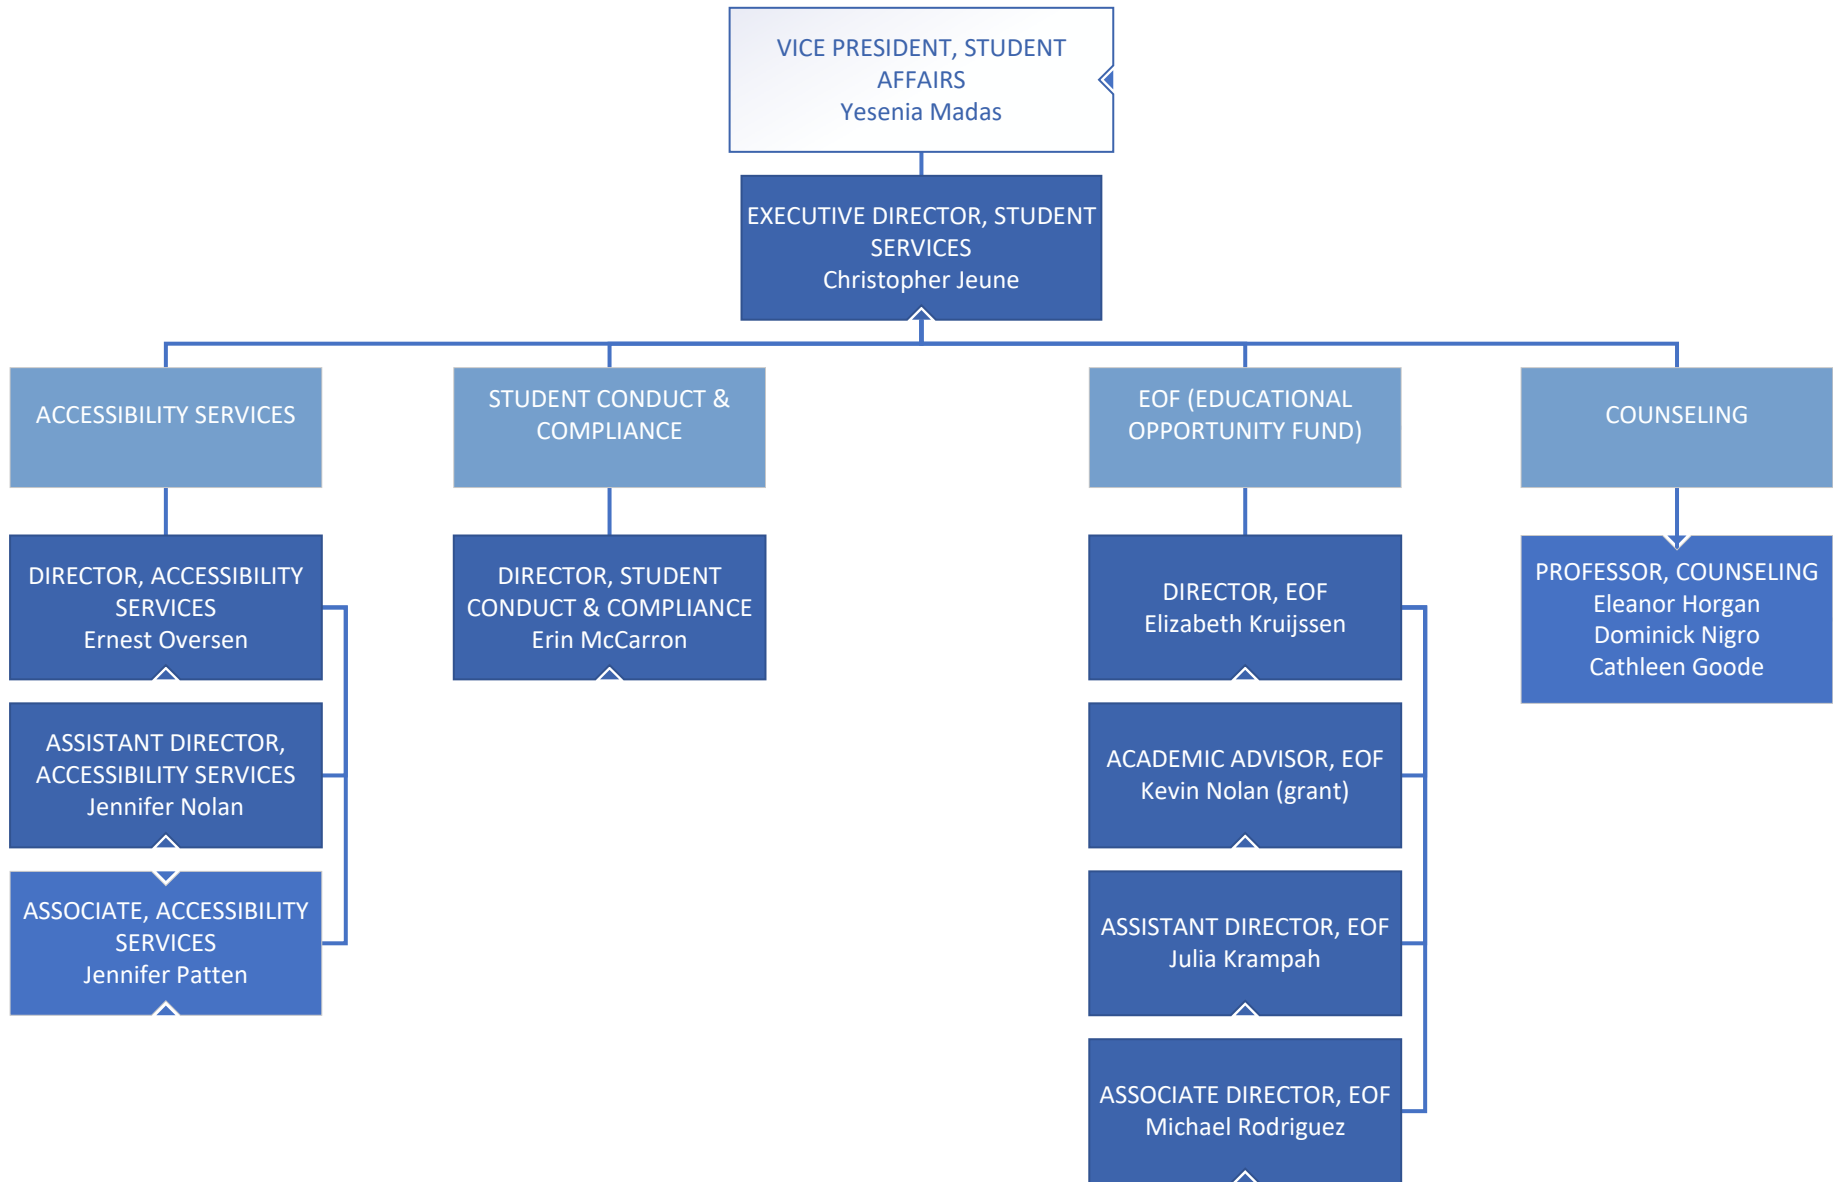 VICE PRESIDENT, STUDENT
AFFAIRS
Yesenia Madas
EXECUTIVE DIRECTOR, STUDENT
SERVICES
Christopher Jeune
ACCESSIBILITY SERVICES
STUDENT CONDUCT &
COMPLIANCE
EOF (EDUCATIONAL
OPPORTUNITY FUND)
COUNSELING
DIRECTOR, ACCESSIBILITY
SERVICES
Ernest Oversen
DIRECTOR, STUDENT
CONDUCT & COMPLIANCE
Erin McCarron
DIRECTOR, EOF
Elizabeth Kruijssen
PROFESSOR, COUNSELING
Eleanor Horgan
Dominick Nigro
Cathleen Goode
ASSISTANT DIRECTOR,
ACCESSIBILITY SERVICES
Jennifer Nolan
ACADEMIC ADVISOR, EOF
Kevin Nolan (grant)
ASSOCIATE, ACCESSIBILITY
SERVICES
Jennifer Patten
ASSISTANT DIRECTOR, EOF
Julia Krampah
ASSOCIATE DIRECTOR, EOF
Michael Rodriguez